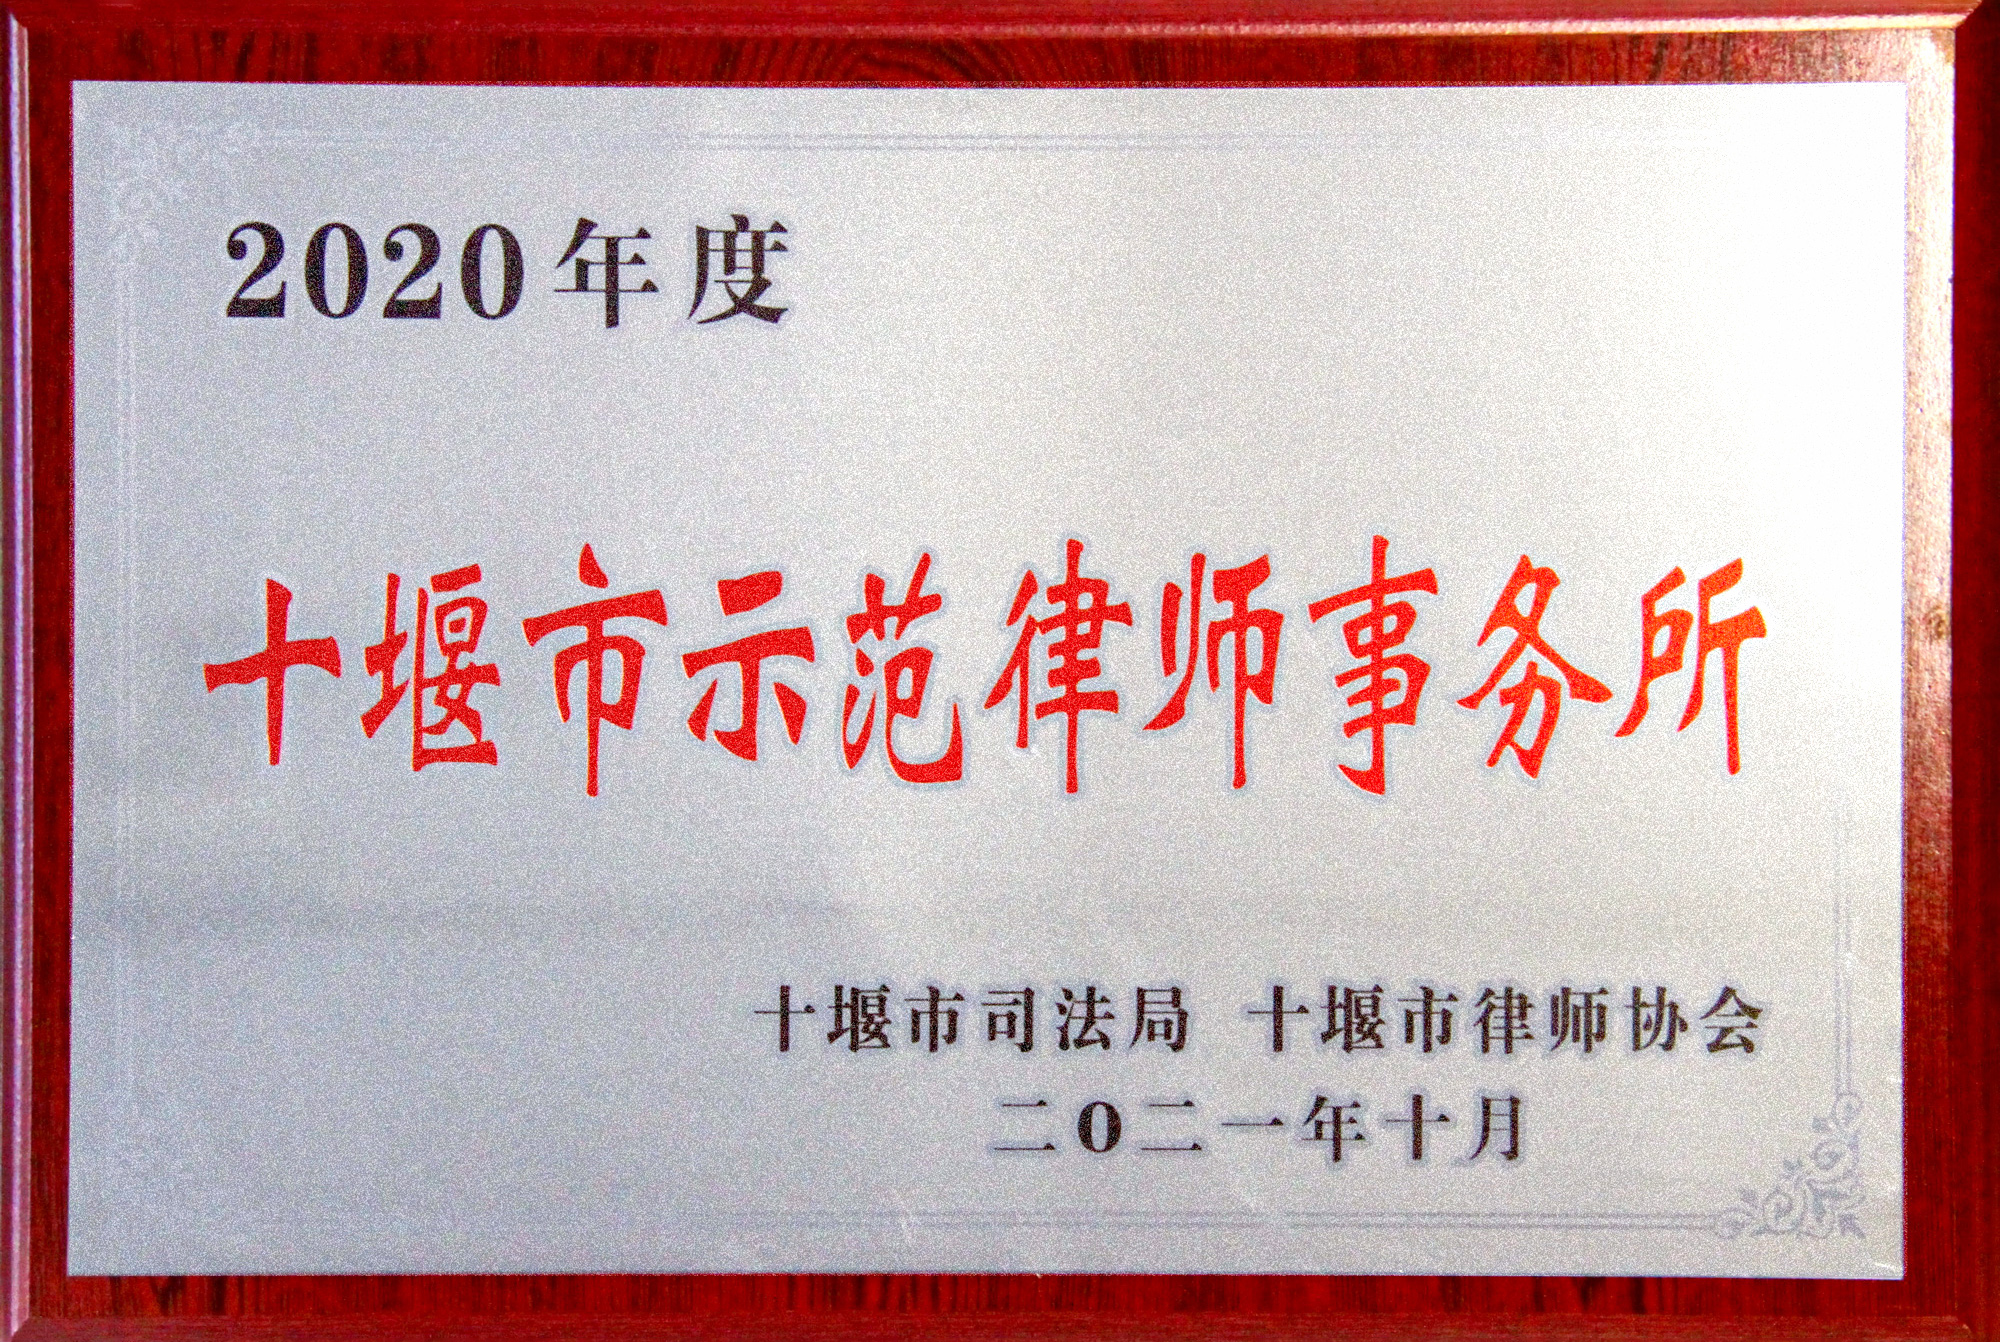 2020年度
十堰市示范律师事务所
十堰市司法局 十堰市律师协会
二0二一年十月